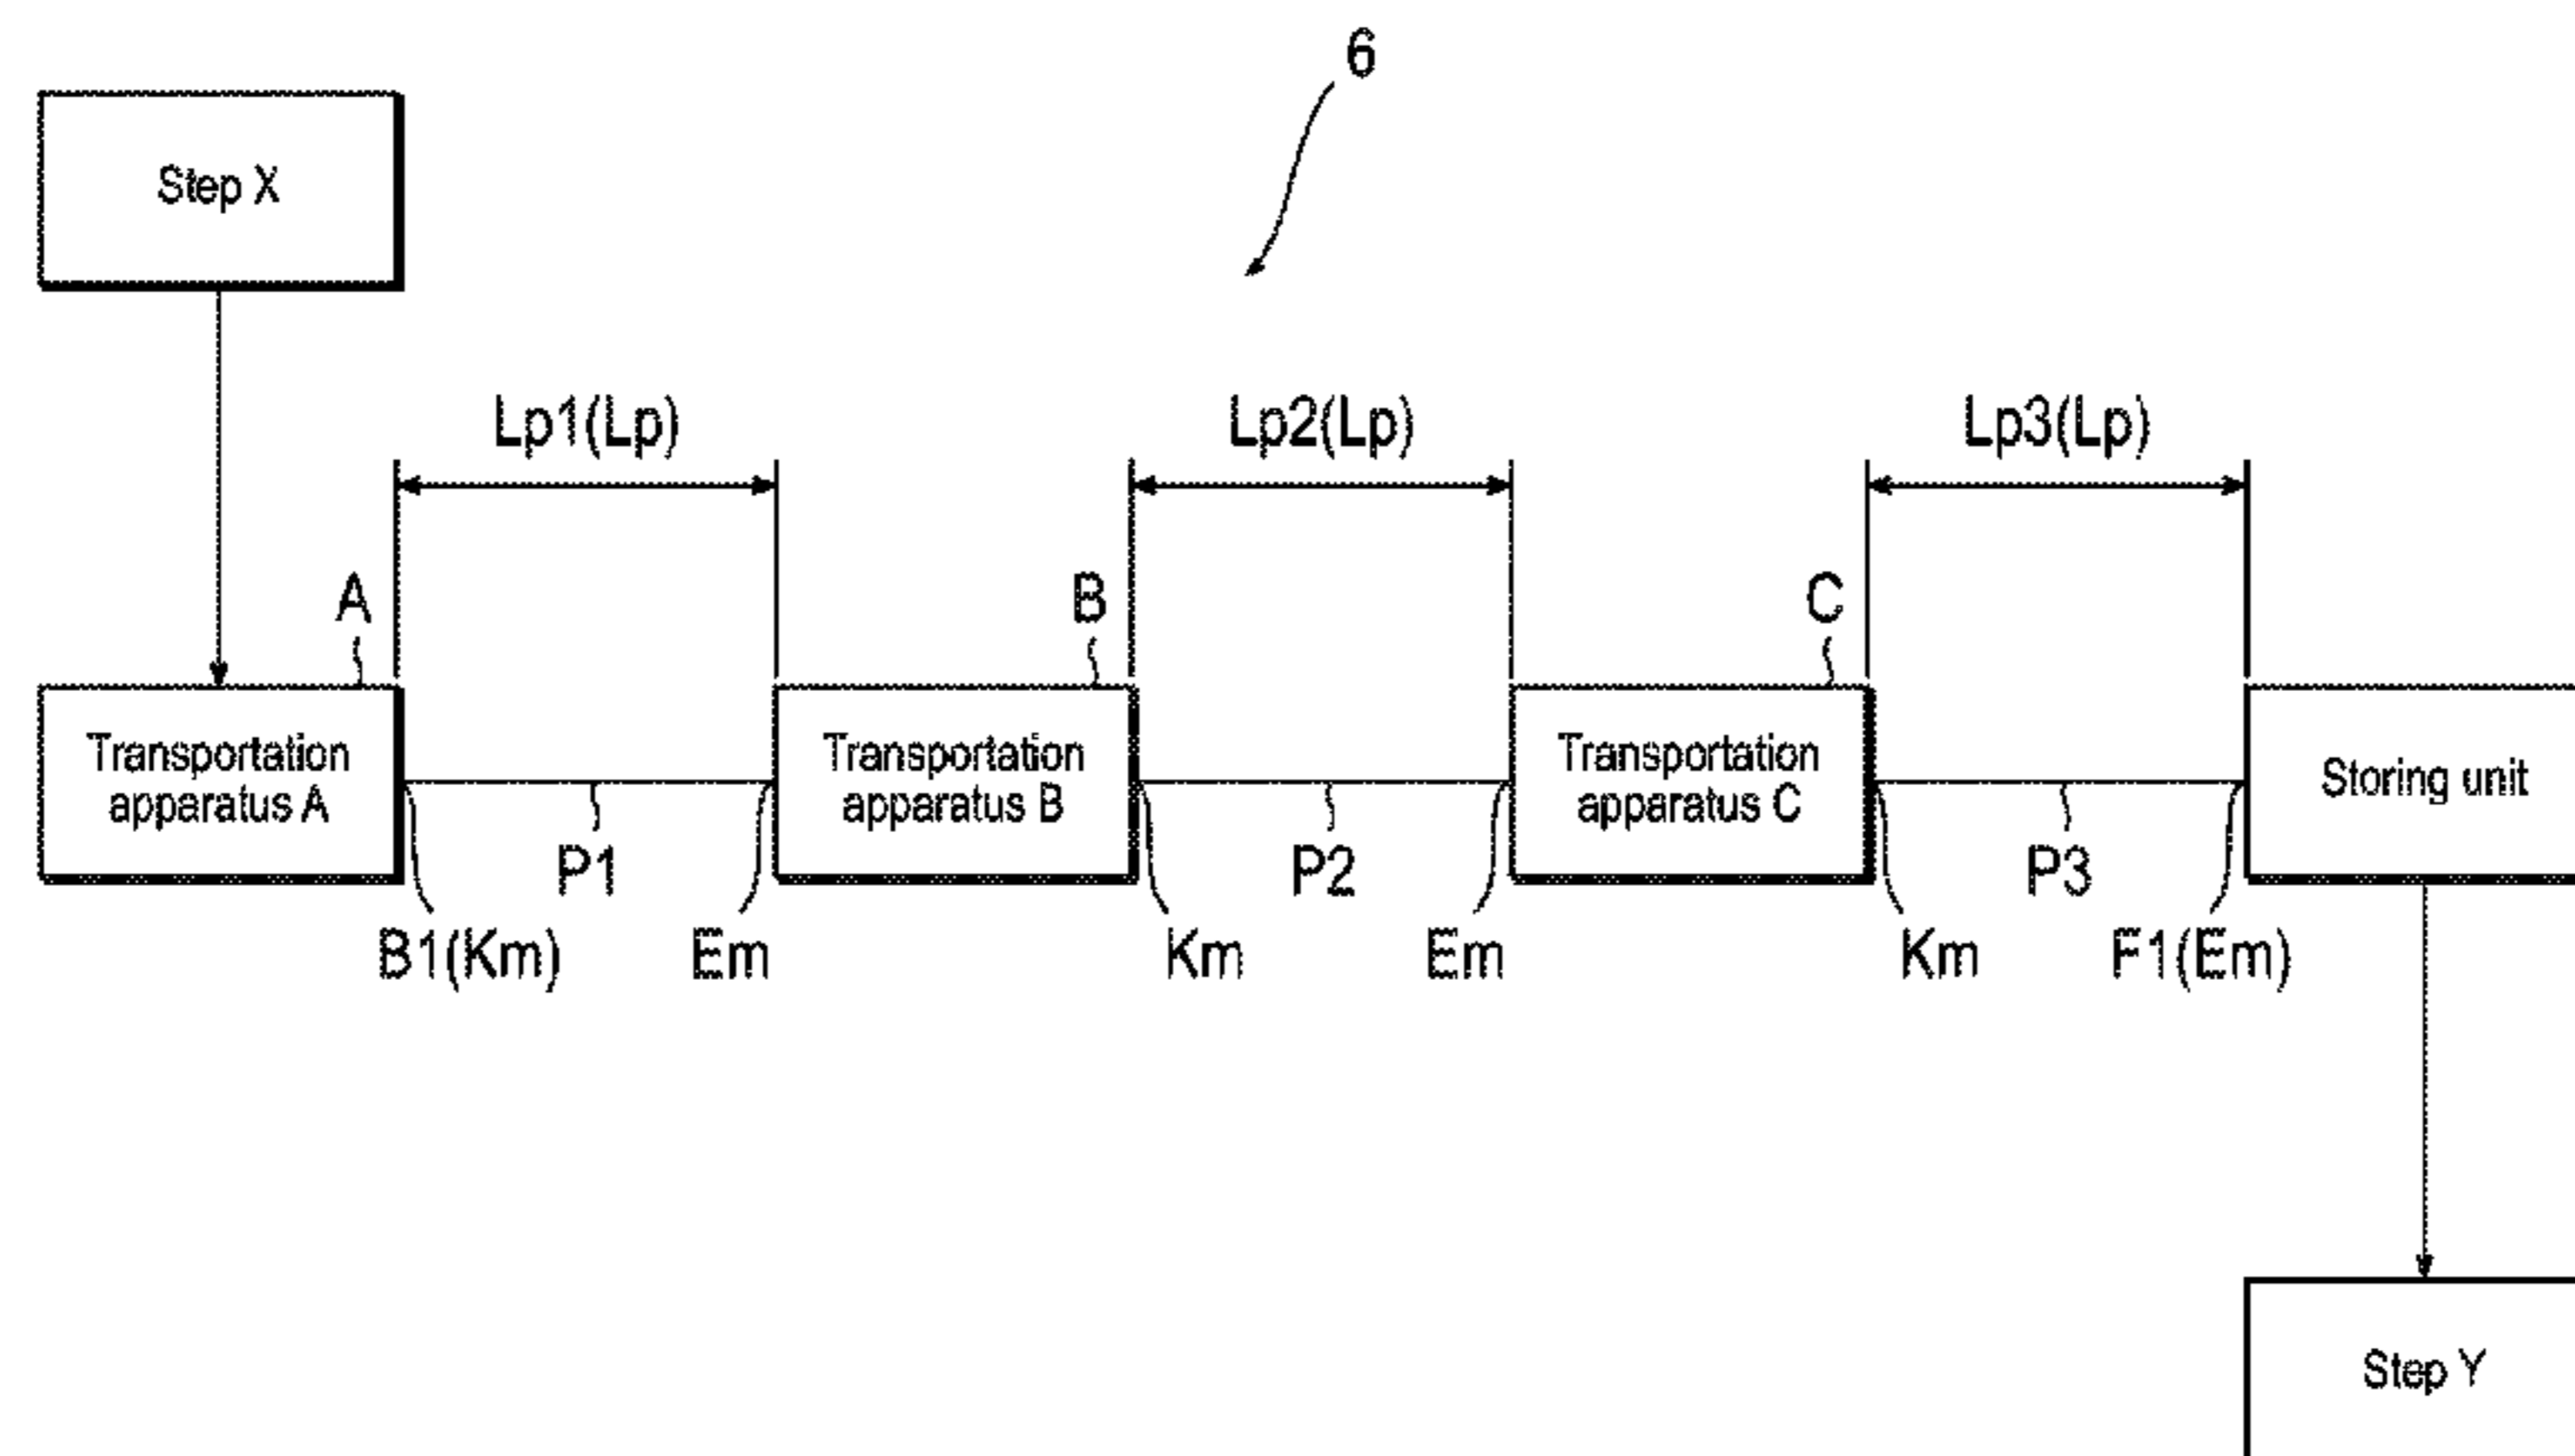 6
Step X
Lp1(Lp)
Lp2(Lp)
Lp3(Lp)
A
B
C
Transportation
apparatus A
Transportation
apparatus B
Transportation
apparatus C
Storing unit
P1
P2
P3
B1(Km)
Em
Km
Em
Km
F1(Em)
Step Y